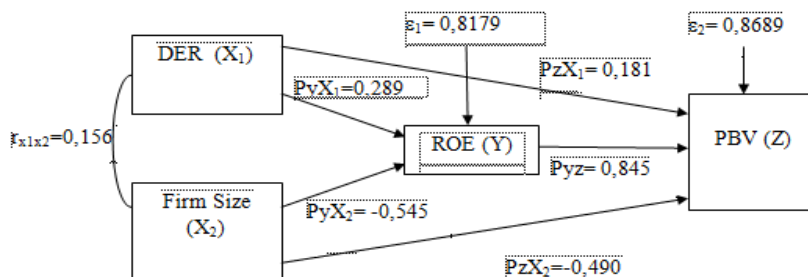 ε₁= 0,8179
ε₂= 0,8689
DER (X₁)
PzX₁= 0,181
PyX₁=0.289
rₓ₁ₓ₂=0,156
ROE (Y)
PBV (Z)
Pyz= 0,845
Firm Size
(X₂)
PyX₂= -0,545
PzX₂=-0,490